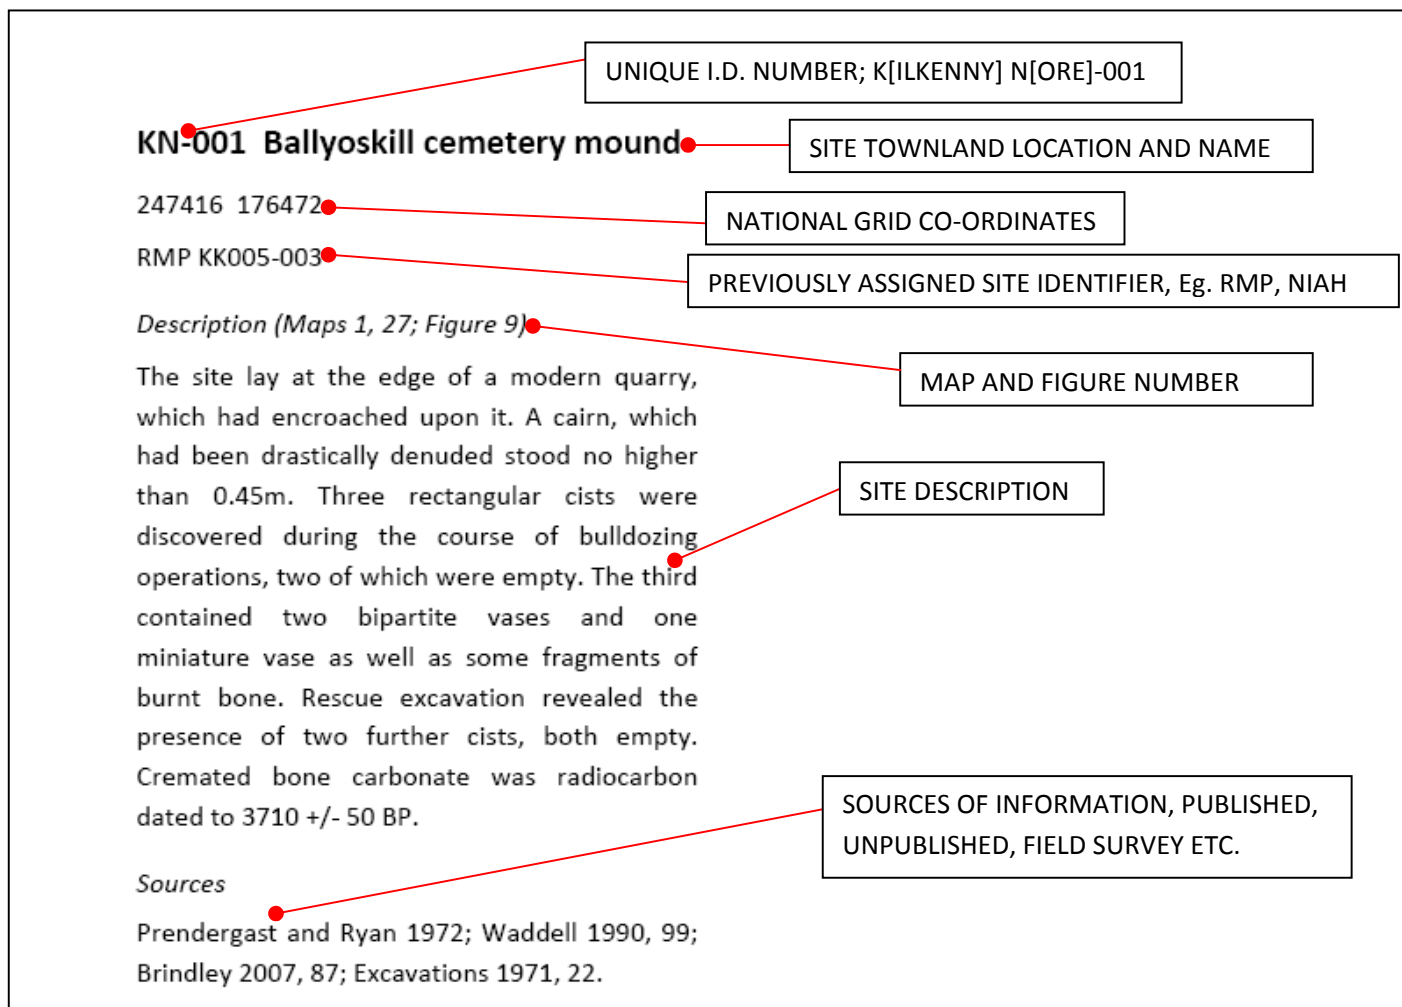 UNIQUE I.D. NUMBER; K[ILKENNY] N[ORE]-001
KN-001 Ballyoskill cemetery mound
SITE TOWNLAND LOCATION AND NAME
247416 176472
NATIONAL GRID CO-ORDINATES
RMP KK005-003
PREVIOUSLY ASSIGNED SITE IDENTIFIER, Eg. RMP, NIAH
Description (Maps 1, 27; Figure 9)
MAP AND FIGURE NUMBER
The site lay at the edge of a modern quarry,
which had encroached upon it. A cairn, which
had been drastically denuded stood no higher
than 0.45m. Three rectangular cists were
discovered during the course of bulldozing
operations, two of which were empty. The third
contained two bipartite vases and one
miniature vase as well as some fragments of
burnt bone. Rescue excavation revealed the
presence of two further cists, both empty.
Cremated bone carbonate was radiocarbon
dated to 3710 +/- 50 BP.
SITE DESCRIPTION
SOURCES OF INFORMATION, PUBLISHED,
UNPUBLISHED, FIELD SURVEY ETC.
Sources
Prendergast and Ryan 1972; Waddell 1990, 99;
Brindley 2007, 87; Excavations 1971, 22.